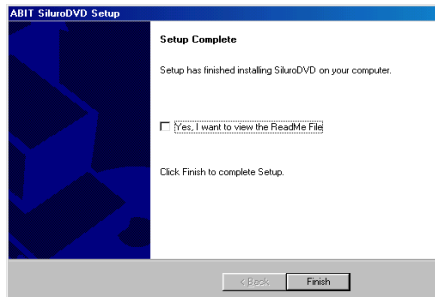 ABIT SiluroDVD Setup
Setup Complete
Setup has finished installing SiluroDVD on your computer.
Yes, I want to view the ReadMe File
Click Finish to complete Setup.
< Back Finish